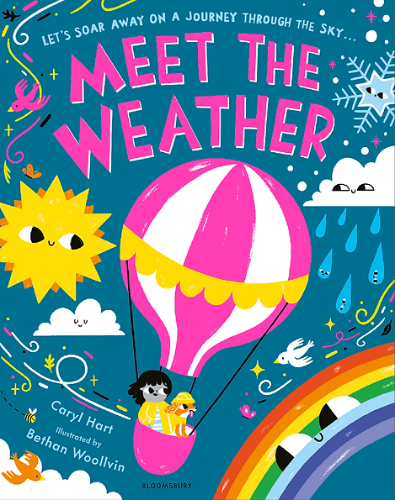 LET'S SOAR AWAY ON A JOURNEY THROUGH THE SKY...
MEET THE
WEATHER
Caryl Hart
Illustrated by
Bethan Woollvin
BLOOMSBURY